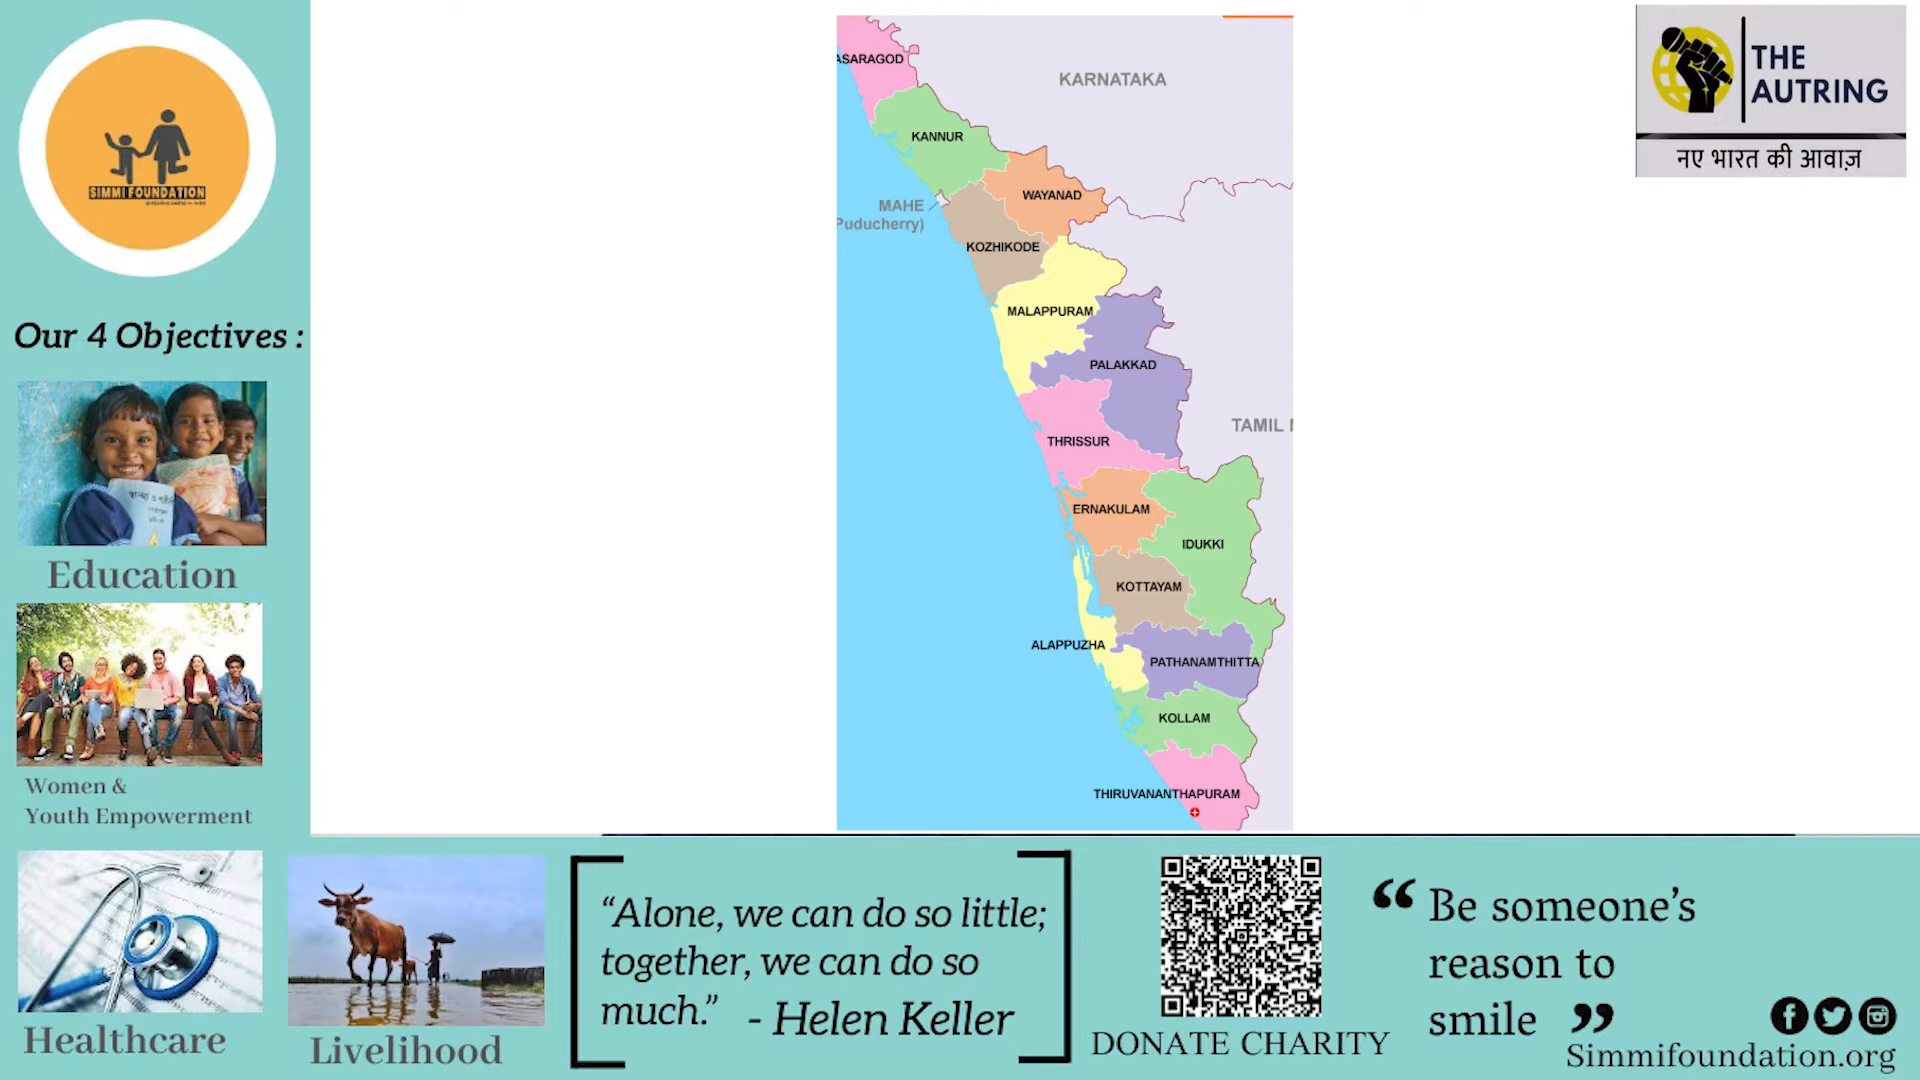 SIMMI FOUNDATION
Our 4 Objectives :
Education
Women &
Youth Empowerment
Healthcare
Livelihood
ASARAGOD
KANNUR
KARNATAKA
WAYANAD
MAHE
Puducherry)
KOZHIKODE
MALAPPURAM
PALAKKAD
TAMIL
THRISSUR
ERNAKULAM
IDUKKI
KOTTAYAM
ALAPPUZHA
PATHANAMTHITTA
KOLLAM
THIRUVANANTHAPURAM
THE
AUTRING
नए भारत की आवाज़
“Alone, we can do so little;
together, we can do so
much.” - Helen Keller
DONATE CHARITY
“ Be someone’s
reason to
smile ”
Simmifoundation.org